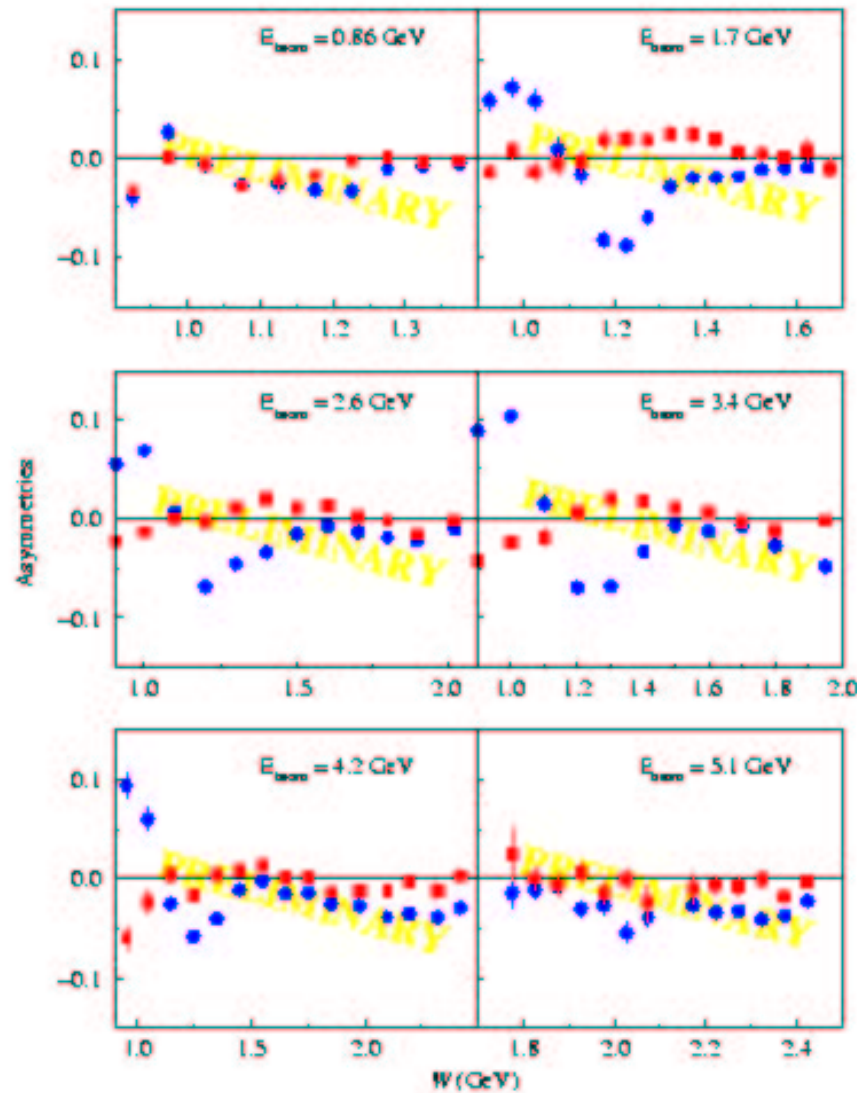 E_beam = 0.86 GeV
E_beam = 1.7 GeV
0.1
0.0
−0.1
PRELIMINARY
PRELIMINARY
1.0 1.1 1.2 1.3
1.0 1.2 1.4 1.6
E_beam = 2.6 GeV
E_beam = 3.4 GeV
0.1
0.0
−0.1
PRELIMINARY
PRELIMINARY
Asymmetries
1.0 1.5 2.0
1.0 1.2 1.4 1.6 1.8 2.0
E_beam = 4.2 GeV
E_beam = 5.1 GeV
0.1
0.0
−0.1
PRELIMINARY
PRELIMINARY
1.0 1.5 2.0
1.8 2.0 2.2 2.4
W (GeV)